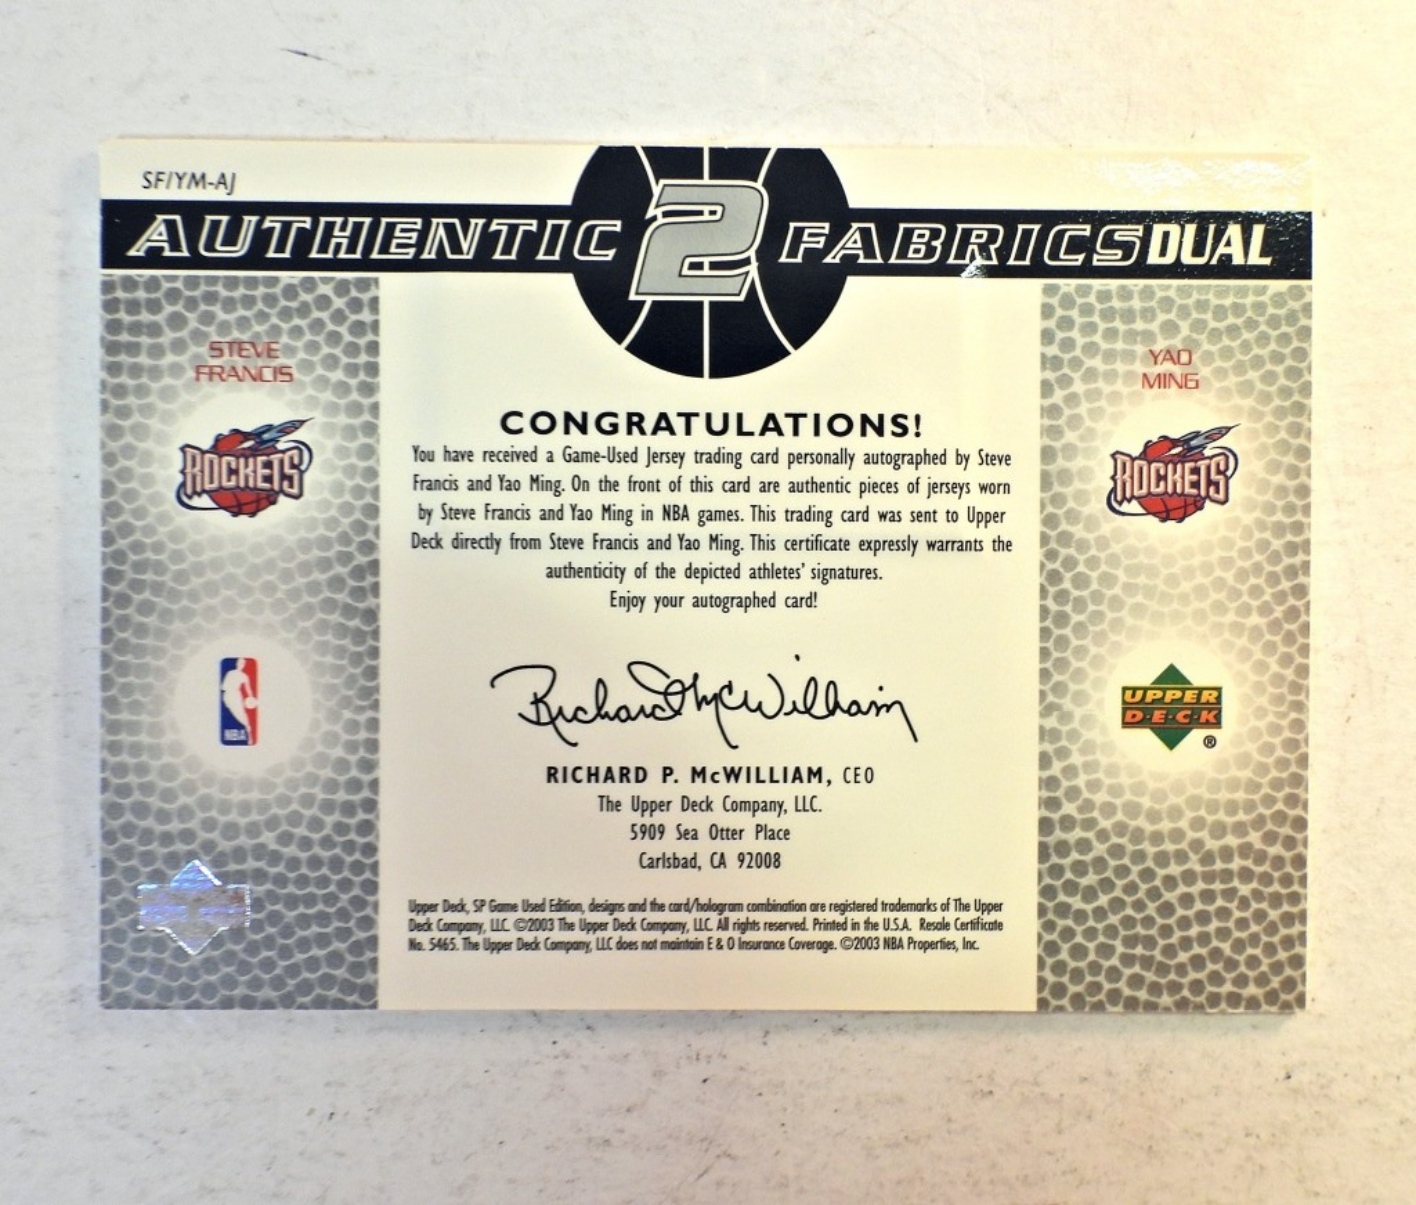 SF/YM-AJ
AUTHENTIC 2 FABRICS DUAL
STEVE
FRANCIS
ROCKETS
YAO
MING
ROCKETS
CONGRATULATIONS!
You have received a Game-Used Jersey trading card personally autographed by Steve
Francis and Yao Ming. On the front of this card are authentic pieces of jerseys worn
by Steve Francis and Yao Ming in NBA games. This trading card was sent to Upper
Deck directly from Steve Francis and Yao Ming. This certificate expressly warrants the
authenticity of the depicted athletes' signatures.
Enjoy your autographed card!
NBA
Richard McWilliam
UPPER
D·E·C·K
®
RICHARD P. McWILLIAM, CEO
The Upper Deck Company, LLC.
5909 Sea Otter Place
Carlsbad, CA 92008
Upper Deck, SP Game Used Edition, designs and the card/hologram combination are registered trademarks of The Upper
Deck Company, LLC. ©2003 The Upper Deck Company, LLC. All rights reserved. Printed in the U.S.A. Resale Certificate
No. 5465. The Upper Deck Company, LLC does not maintain E & O Insurance Coverage. ©2003 NBA Properties, Inc.